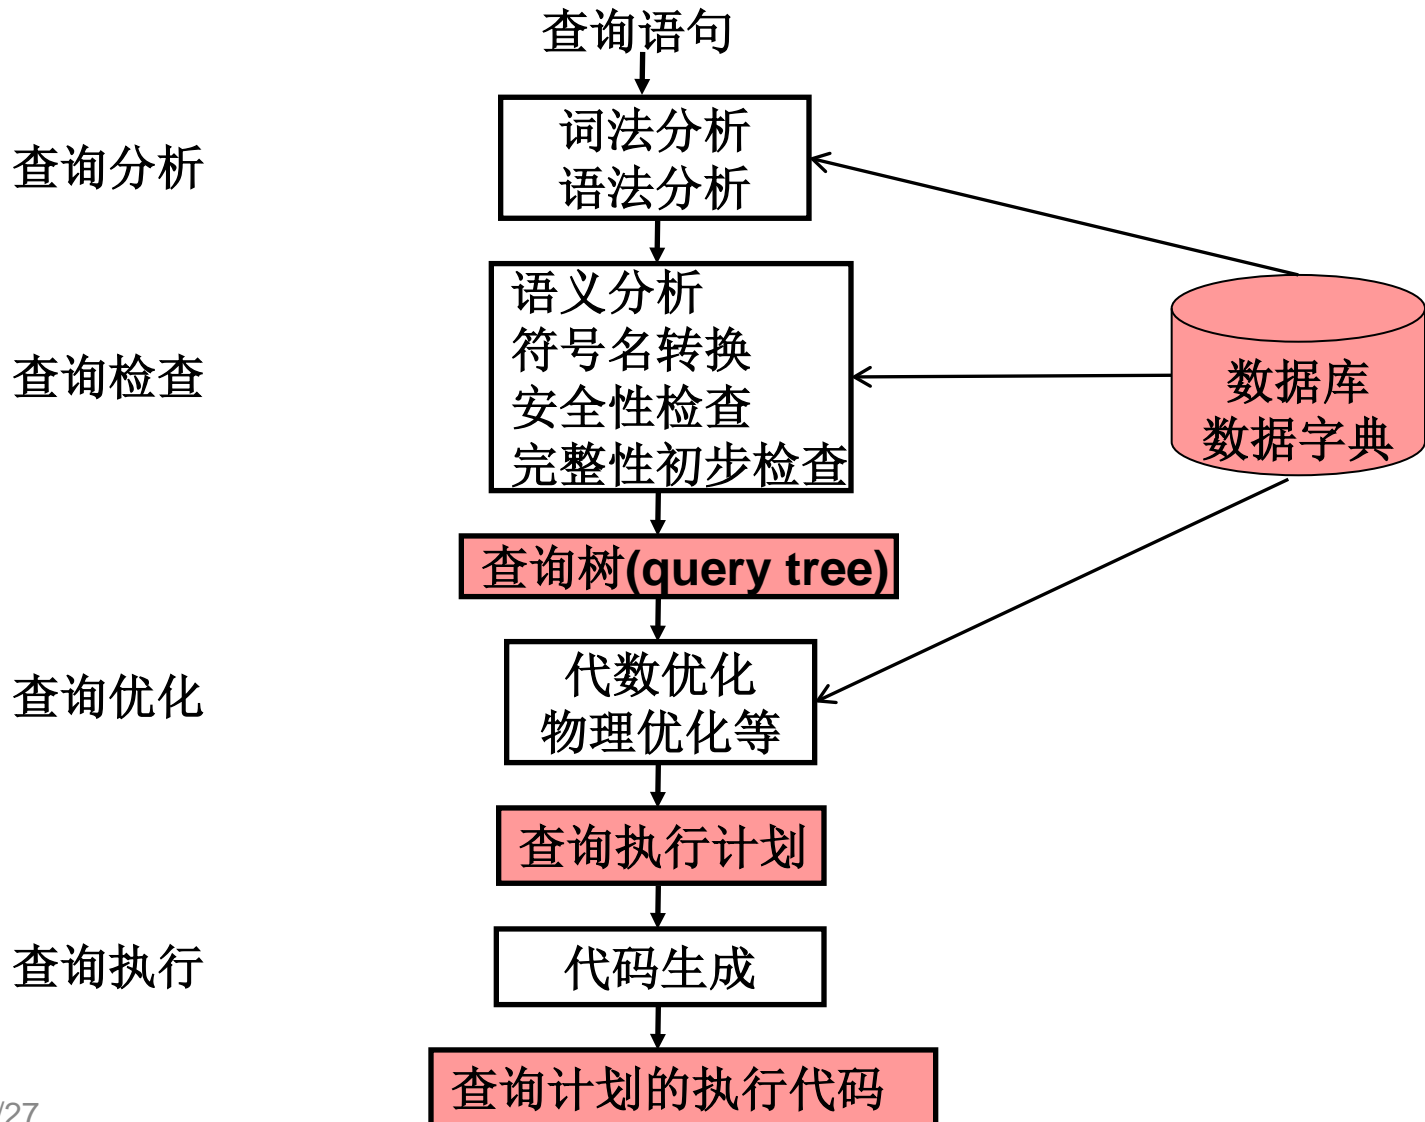 查询语句
查询分析
词法分析
语法分析
查询检查
语义分析
符号名转换
安全性检查
完整性初步检查
数据库
数据字典
查询树(query tree)
查询优化
代数优化
物理优化等
查询执行计划
查询执行
代码生成
查询计划的执行代码
/27